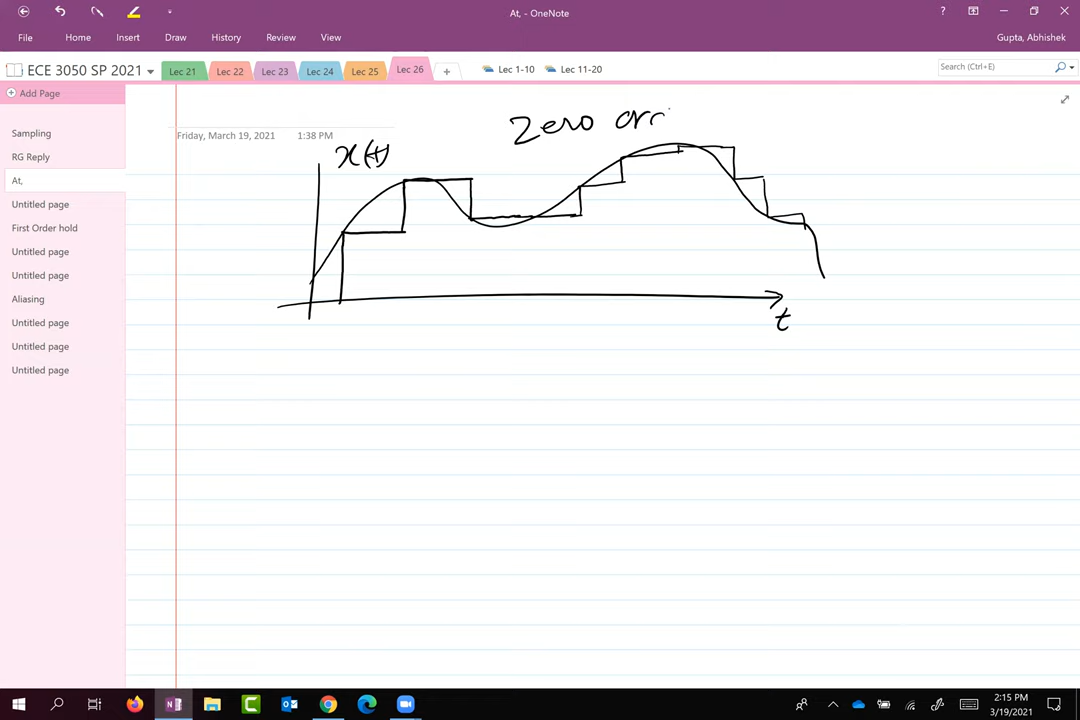 At, - OneNote
File Home Insert Draw History Review View
Gupta, Abhishek
ECE 3050 SP 2021
Lec 21
Lec 22
Lec 23
Lec 24
Lec 25
Lec 26
Lec 1-10
Lec 11-20
Search (Ctrl+E)
Add Page
Sampling
RG Reply
At,
Untitled page
First Order hold
Untitled page
Untitled page
Aliasing
Untitled page
Untitled page
Untitled page
Friday, March 19, 2021 1:38 PM
Zero
x(t)
t
2:15 PM
3/19/2021